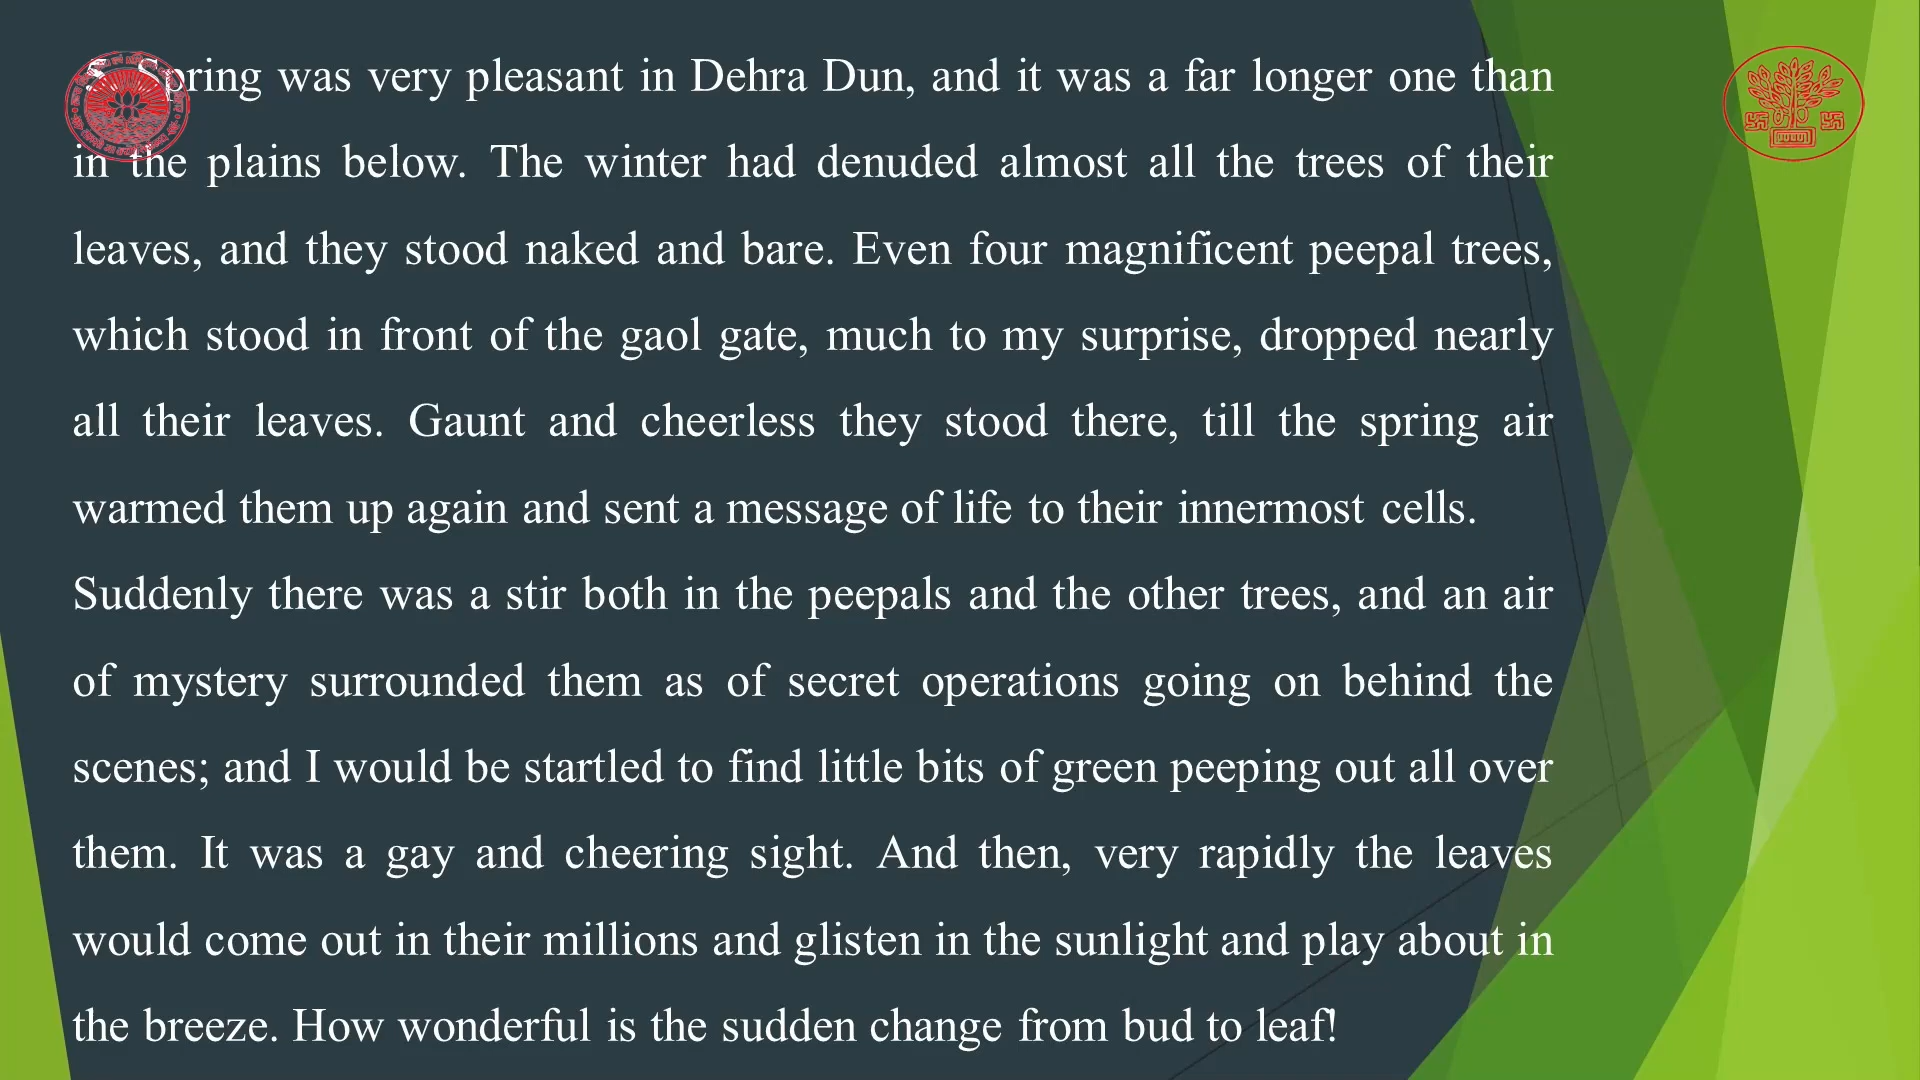 5. Spring was very pleasant in Dehra Dun, and it was a far longer one than
in the plains below. The winter had denuded almost all the trees of their
leaves, and they stood naked and bare. Even four magnificent peepal trees,
which stood in front of the gaol gate, much to my surprise, dropped nearly
all their leaves. Gaunt and cheerless they stood there, till the spring air
warmed them up again and sent a message of life to their innermost cells.
Suddenly there was a stir both in the peepals and the other trees, and an air
of mystery surrounded them as of secret operations going on behind the
scenes; and I would be startled to find little bits of green peeping out all over
them. It was a gay and cheering sight. And then, very rapidly the leaves
would come out in their millions and glisten in the sunlight and play about in
the breeze. How wonderful is the sudden change from bud to leaf!